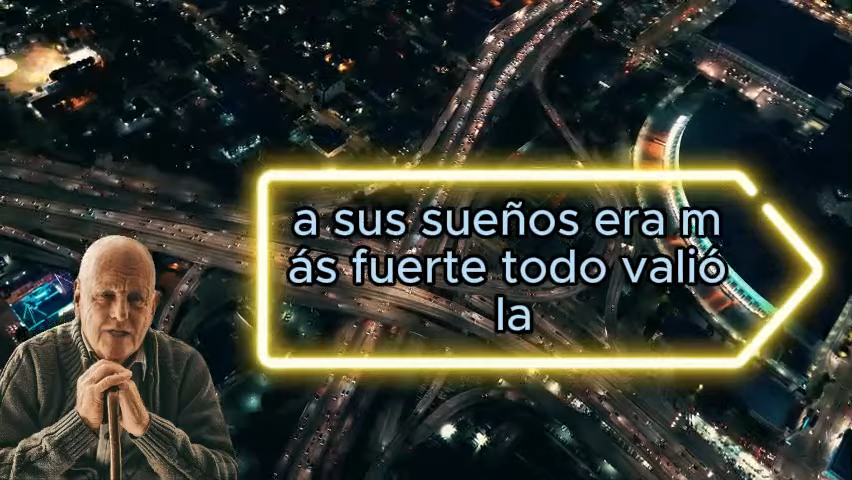 a sus sueños era m
ás fuerte todo valió
la